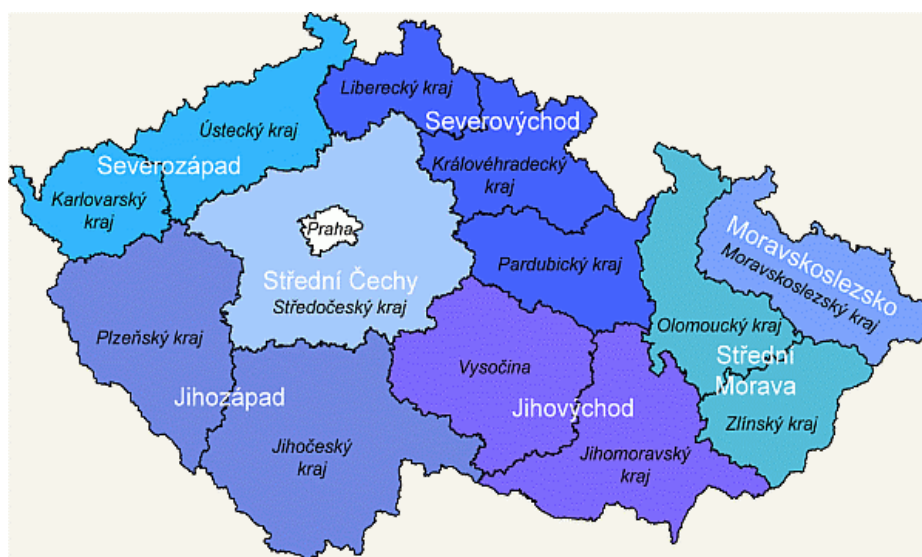 Liberecký kraj
Severovýchod
Ústecký kraj
Severozápad
Královéhradecký
kraj
Karlovarský
kraj
Praha
Moravskoslezsko
Moravskoslezský kraj
Pardubický kraj
Střední Čechy
Středočeský kraj
Plzeňský kraj
Olomoucký kraj
Střední
Morava
Vysočina
Jihozápad
Jihovýchod
Zlínský kraj
Jihočeský
kraj
Jihomoravský
kraj